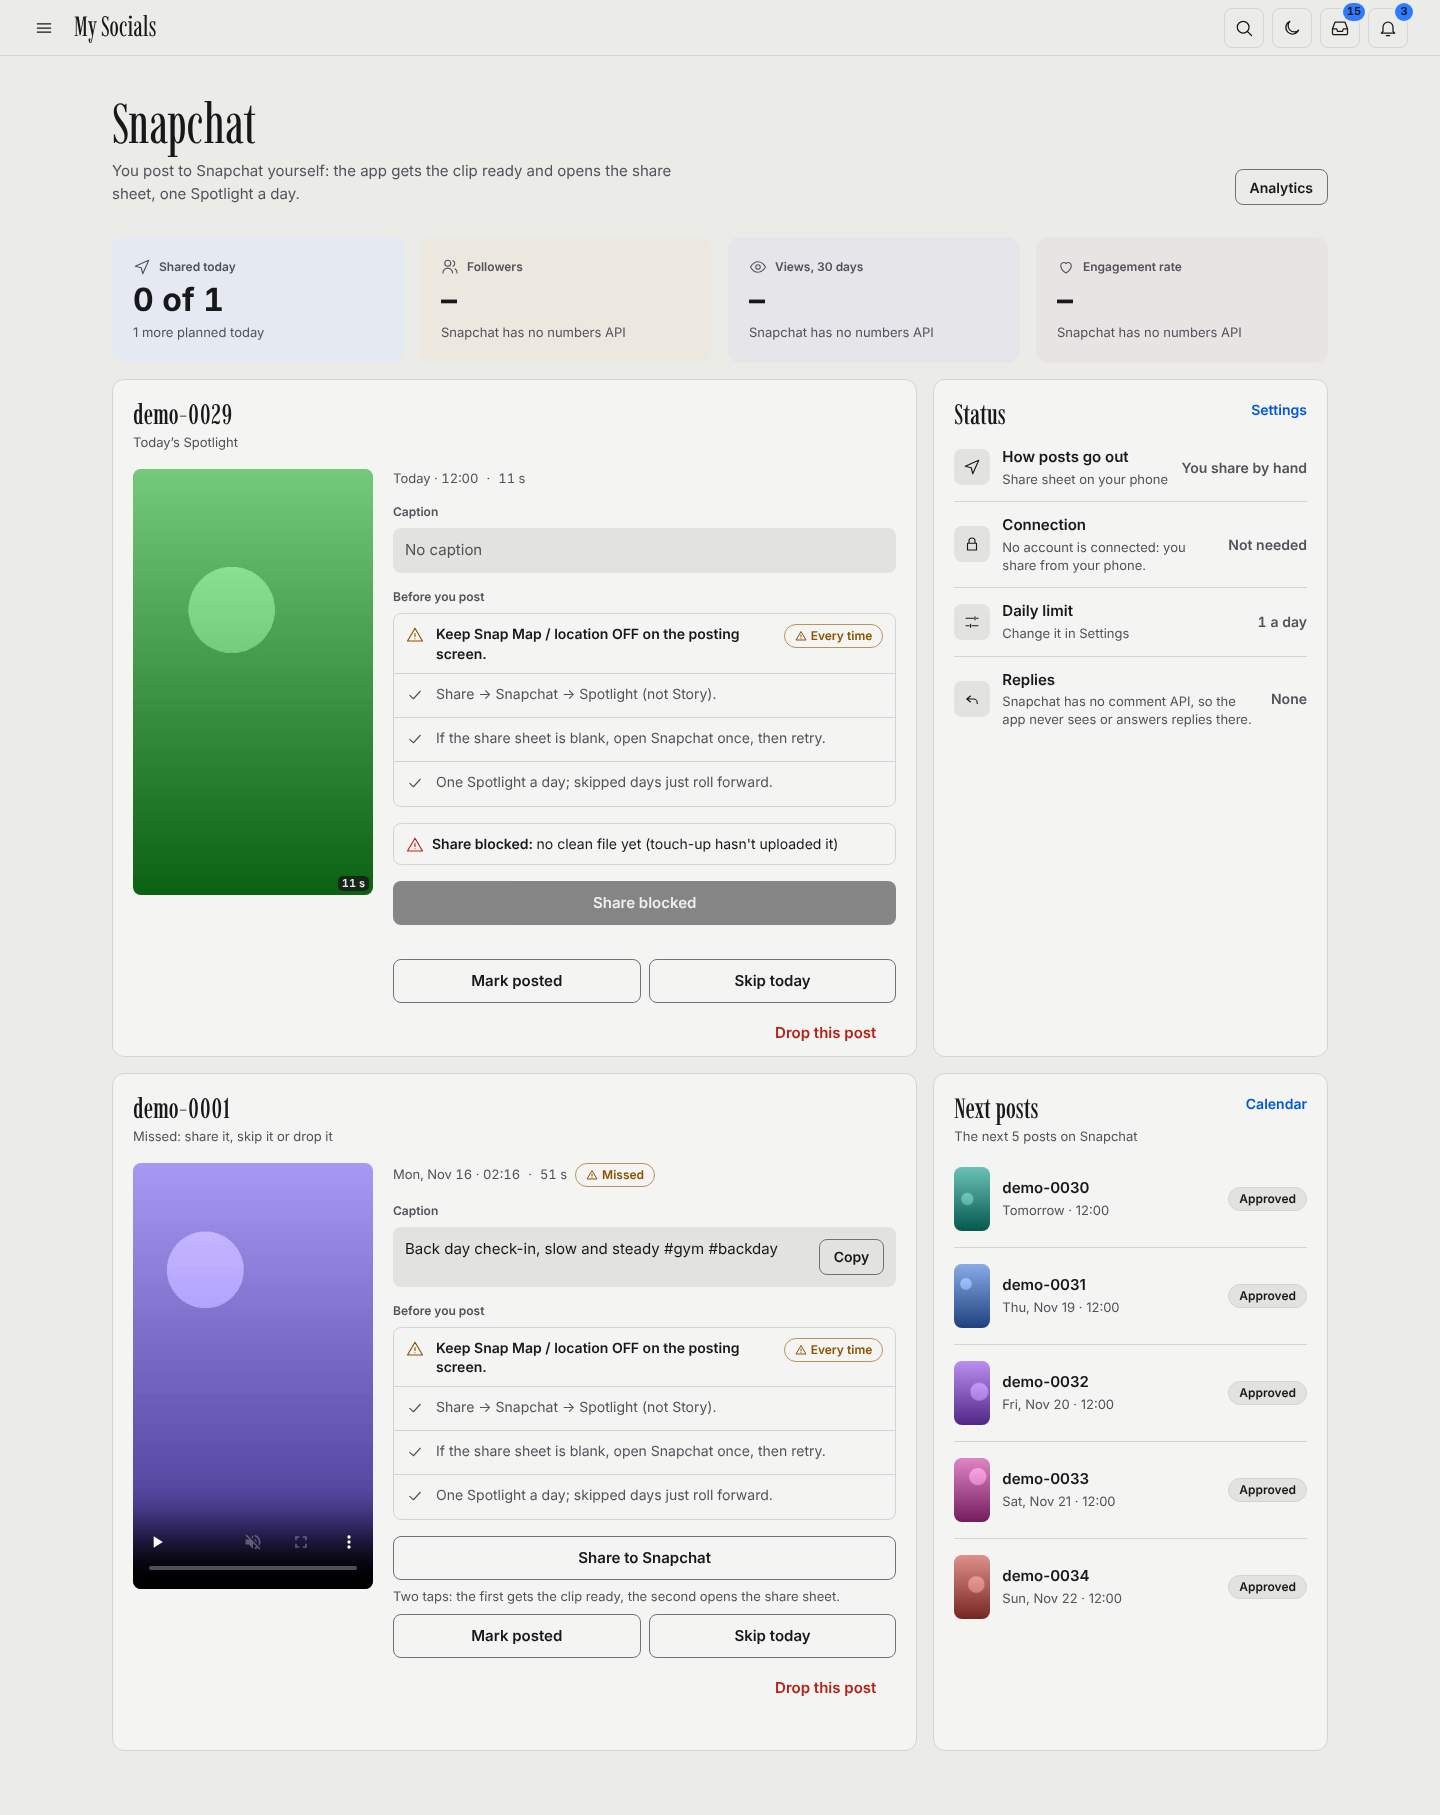 My Socials
15
3
Snapchat
You post to Snapchat yourself: the app gets the clip ready and opens the share
sheet, one Spotlight a day.
Analytics
Shared today
0 of 1
1 more planned today
Followers
–
Snapchat has no numbers API
Views, 30 days
–
Snapchat has no numbers API
Engagement rate
–
Snapchat has no numbers API
demo-0029
Today's Spotlight
11 s
Today · 12:00 · 11 s
Caption
No caption
Before you post
Keep Snap Map / location OFF on the posting
screen.
Every time
Share → Snapchat → Spotlight (not Story).
If the share sheet is blank, open Snapchat once, then retry.
One Spotlight a day; skipped days just roll forward.
Share blocked: no clean file yet (touch-up hasn't uploaded it)
Share blocked
Mark posted
Skip today
Drop this post
Status
Settings
How posts go out
Share sheet on your phone
You share by hand
Connection
No account is connected: you
share from your phone.
Not needed
Daily limit
Change it in Settings
1 a day
Replies
Snapchat has no comment API, so the
app never sees or answers replies there.
None
demo-0001
Missed: share it, skip it or drop it
Mon, Nov 16 · 02:16 · 51 s
Missed
Caption
Back day check-in, slow and steady #gym #backday
Copy
Before you post
Keep Snap Map / location OFF on the posting
screen.
Every time
Share → Snapchat → Spotlight (not Story).
If the share sheet is blank, open Snapchat once, then retry.
One Spotlight a day; skipped days just roll forward.
Share to Snapchat
Two taps: the first gets the clip ready, the second opens the share sheet.
Mark posted
Skip today
Drop this post
Next posts
Calendar
The next 5 posts on Snapchat
demo-0030
Tomorrow · 12:00
Approved
demo-0031
Thu, Nov 19 · 12:00
Approved
demo-0032
Fri, Nov 20 · 12:00
Approved
demo-0033
Sat, Nov 21 · 12:00
Approved
demo-0034
Sun, Nov 22 · 12:00
Approved